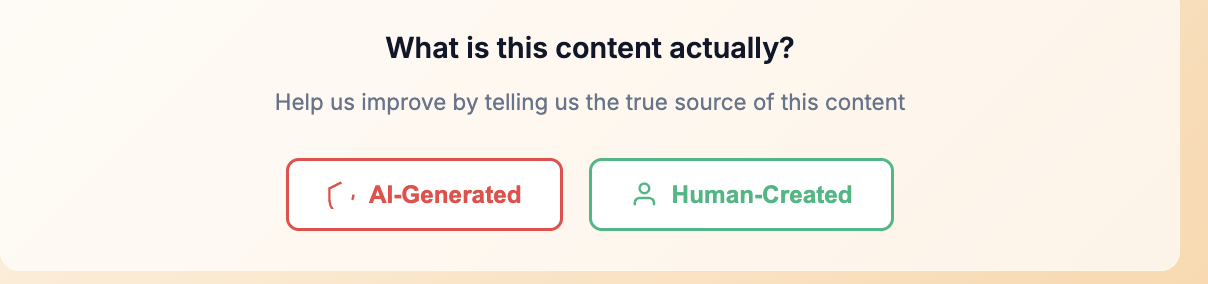 What is this content actually?
Help us improve by telling us the true source of this content
AI-Generated
Human-Created